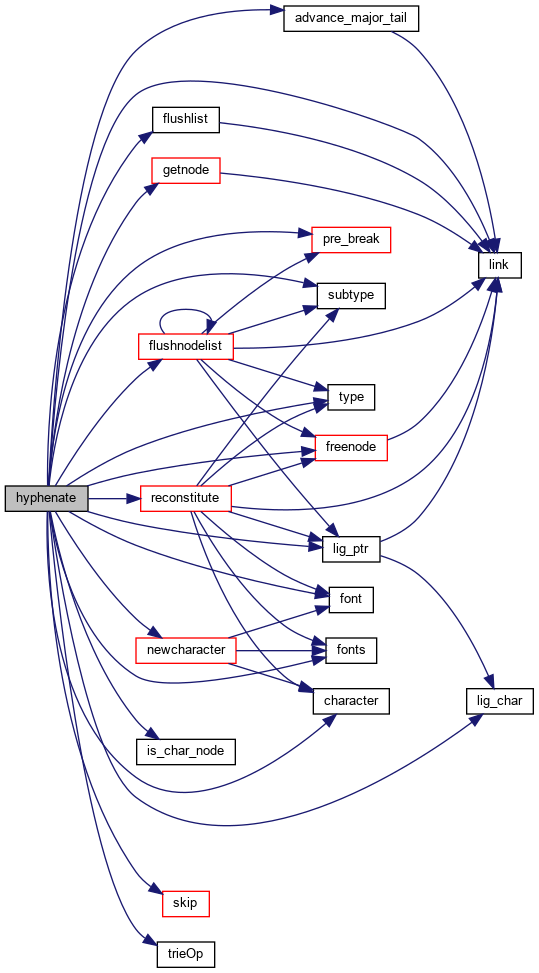 advance_major_tail
flushlist
getnode
pre_break
link
subtype
flushnodelist
type
freenode
hyphenate
reconstitute
lig_ptr
font
newcharacter
fonts
character
lig_char
is_char_node
skip
trieOp